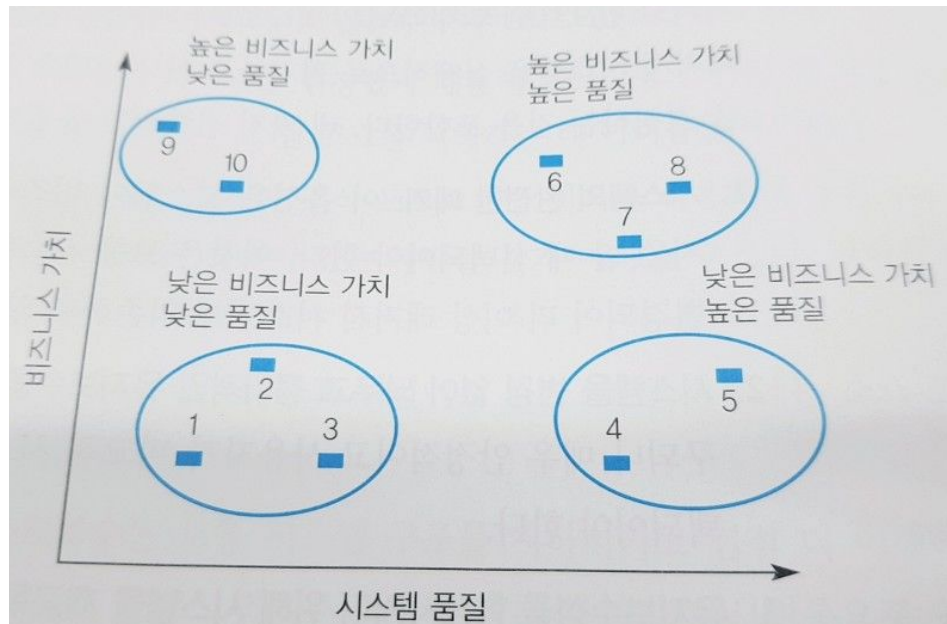 높은 비즈니스 가치
낮은 품질
높은 비즈니스 가치
높은 품질
9
10
6
8
7
비즈니스 가치
낮은 비즈니스 가치
낮은 품질
낮은 비즈니스 가치
높은 품질
2
1
3
5
4
시스템 품질